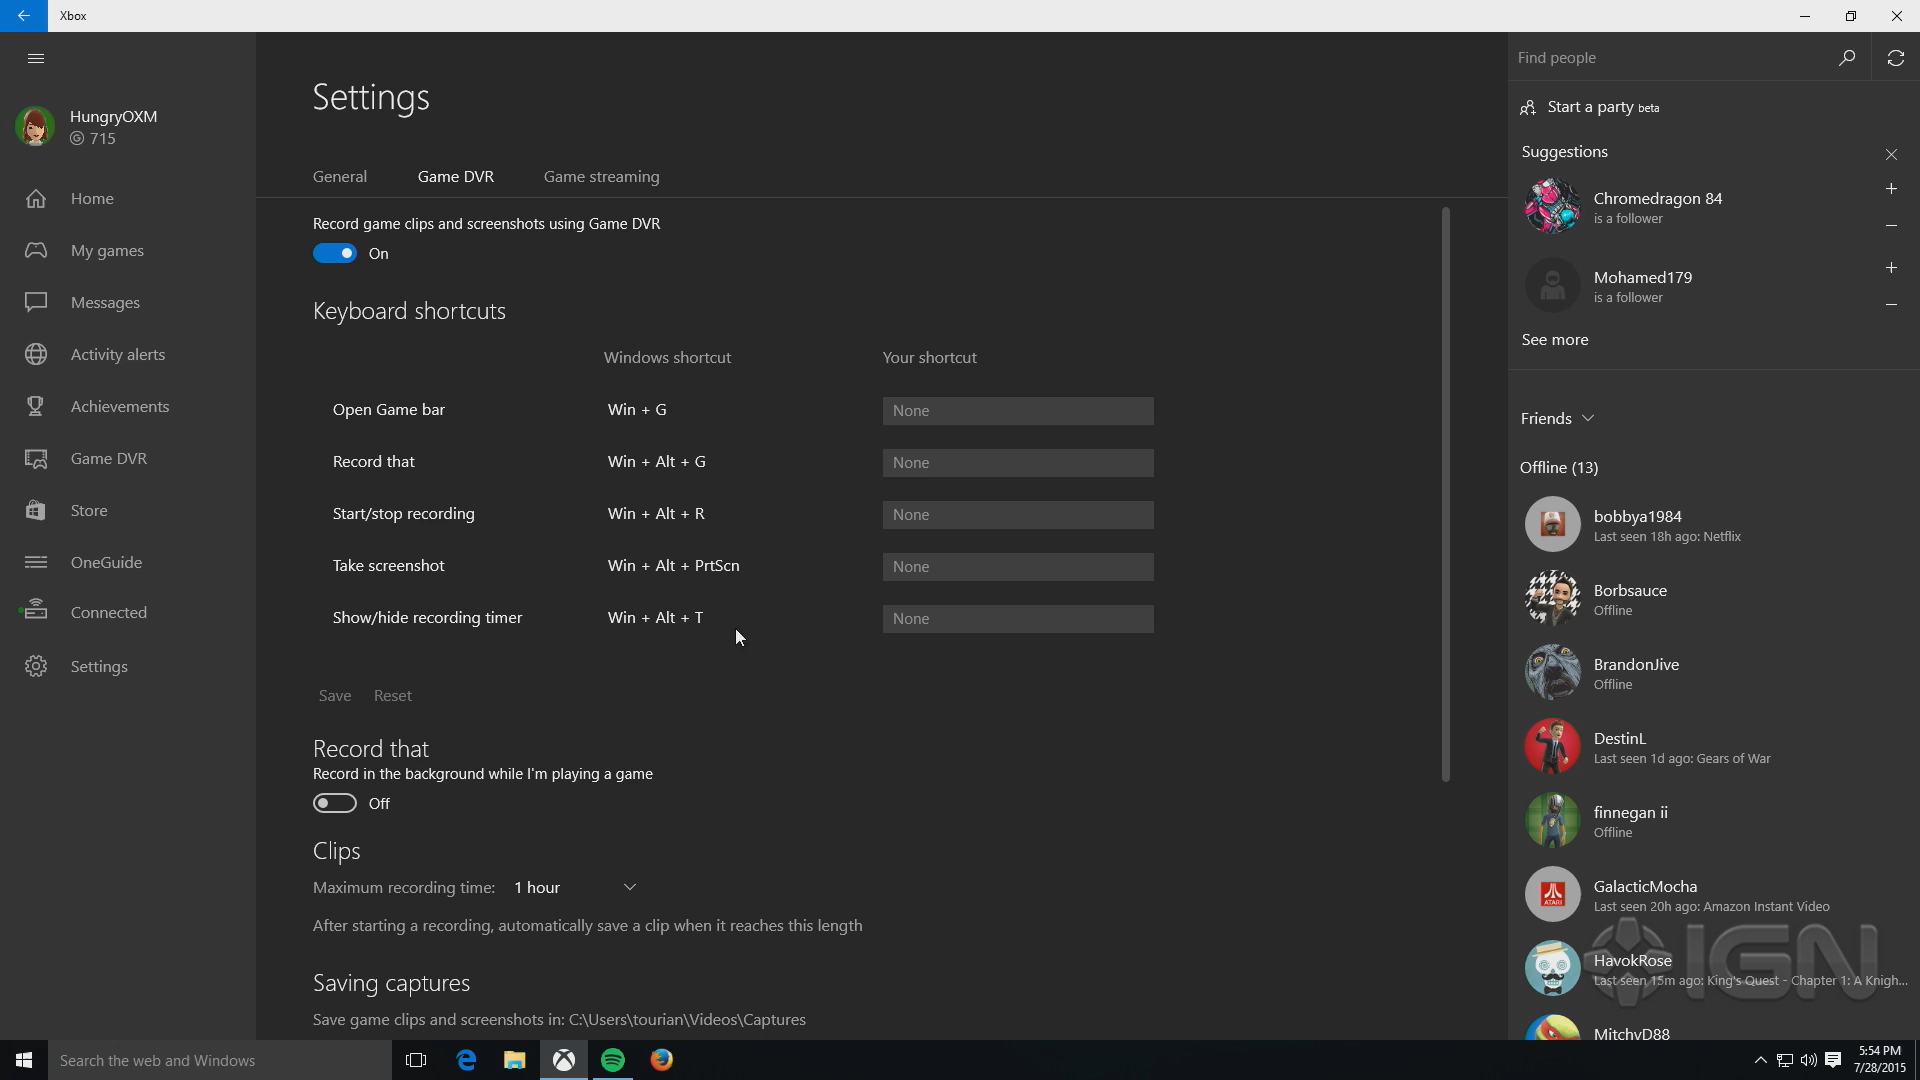 Xbox
HungryOXM
715
Home
My games
Messages
Activity alerts
Achievements
Game DVR
Store
OneGuide
Connected
Settings
Settings
General Game DVR Game streaming
Record game clips and screenshots using Game DVR
On
Keyboard shortcuts
Windows shortcut Your shortcut
Open Game bar Win + G None
Record that Win + Alt + G None
Start/stop recording Win + Alt + R None
Take screenshot Win + Alt + PrtScn None
Show/hide recording timer Win + Alt + T None
Save Reset
Record that
Record in the background while I'm playing a game
Off
Clips
Maximum recording time: 1 hour
After starting a recording, automatically save a clip when it reaches this length
Saving captures
Save game clips and screenshots in: C:\Users\tourian\Videos\Captures
Find people
Start a party beta
Suggestions
Chromedragon 84
is a follower
Mohamed179
is a follower
See more
Friends
Offline (13)
bobbya1984
Last seen 18h ago: Netflix
Borbsauce
Offline
BrandonJive
Offline
DestinL
Last seen 1d ago: Gears of War
finnegan ii
Offline
GalacticMocha
Last seen 20h ago: Amazon Instant Video
ATARI
HavokRose
Last seen 15m ago: King's Quest - Chapter 1: A Knigh...
MitchyD88
IGN
Search the web and Windows
5:54 PM
7/28/2015